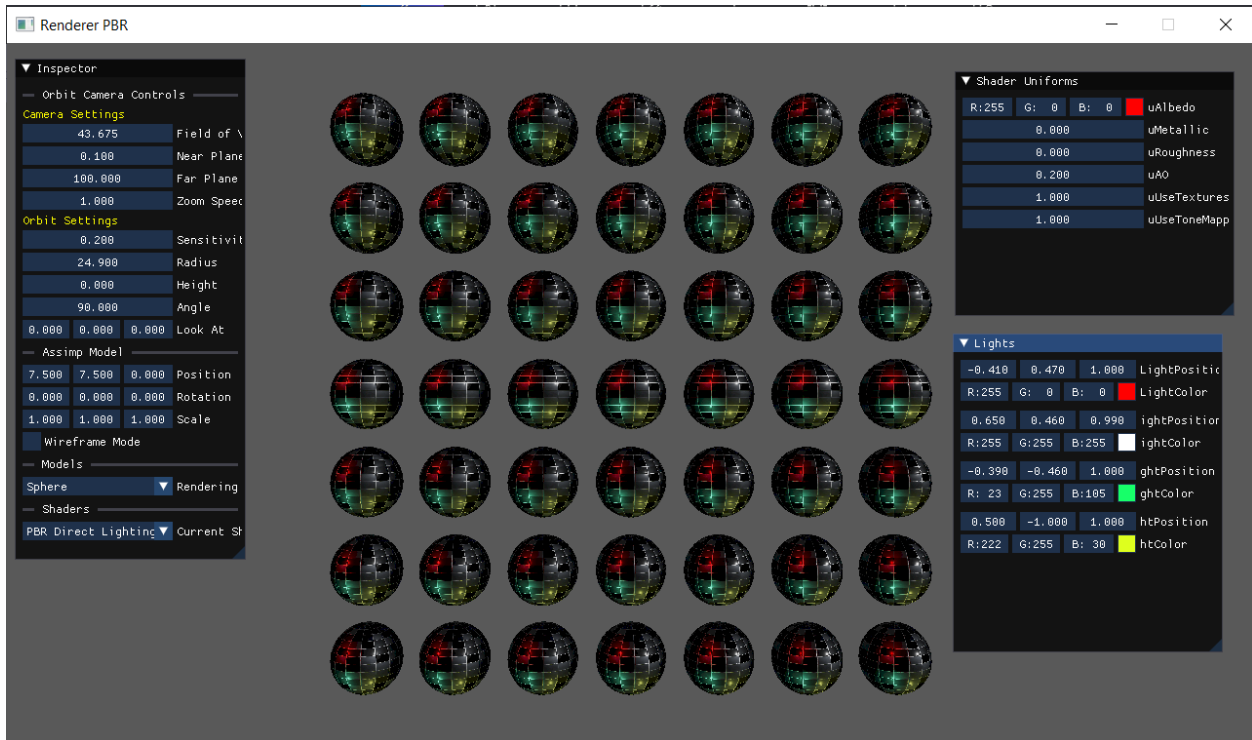 Renderer PBR
Inspector
Orbit Camera Controls
Camera Settings
43.675 Field of \
0.100 Near Plane
100.000 Far Plane
1.000 Zoom Speed
Orbit Settings
0.200 Sensitivit
24.900 Radius
0.000 Height
90.000 Angle
0.000 0.000 0.000 Look At
Assimp Model
7.500 7.500 0.000 Position
0.000 0.000 0.000 Rotation
1.000 1.000 1.000 Scale
Wireframe Mode
Models
Sphere Rendering
Shaders
PBR Direct Lighting Current Sh
Shader Uniforms
R:255 G: 0 B: 0 uAlbedo
0.000 uMetallic
0.000 uRoughness
0.200 uAO
1.000 uUseTextures
1.000 uUseToneMapp
Lights
-0.410 0.470 1.000 LightPositic
R:255 G: 0 B: 0 LightColor
0.650 0.460 0.990 ightPosition
R:255 G:255 B:255 ightColor
-0.390 -0.460 1.000 ghtPosition
R: 23 G:255 B:105 ghtColor
0.500 -1.000 1.000 htPosition
R:222 G:255 B: 30 htColor